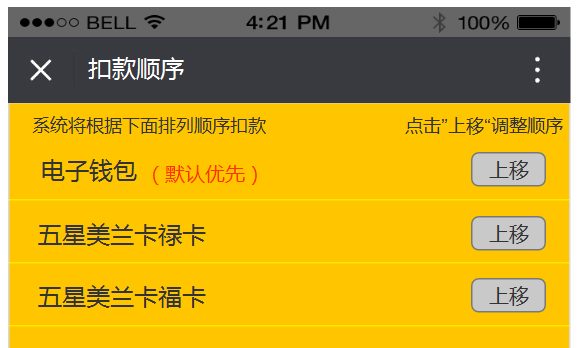 BELL 4:21 PM 100%
扣款顺序
系统将根据下面排列顺序扣款 点击”上移“调整顺序
电子钱包（默认优先） 上移
五星美兰卡禄卡 上移
五星美兰卡福卡 上移